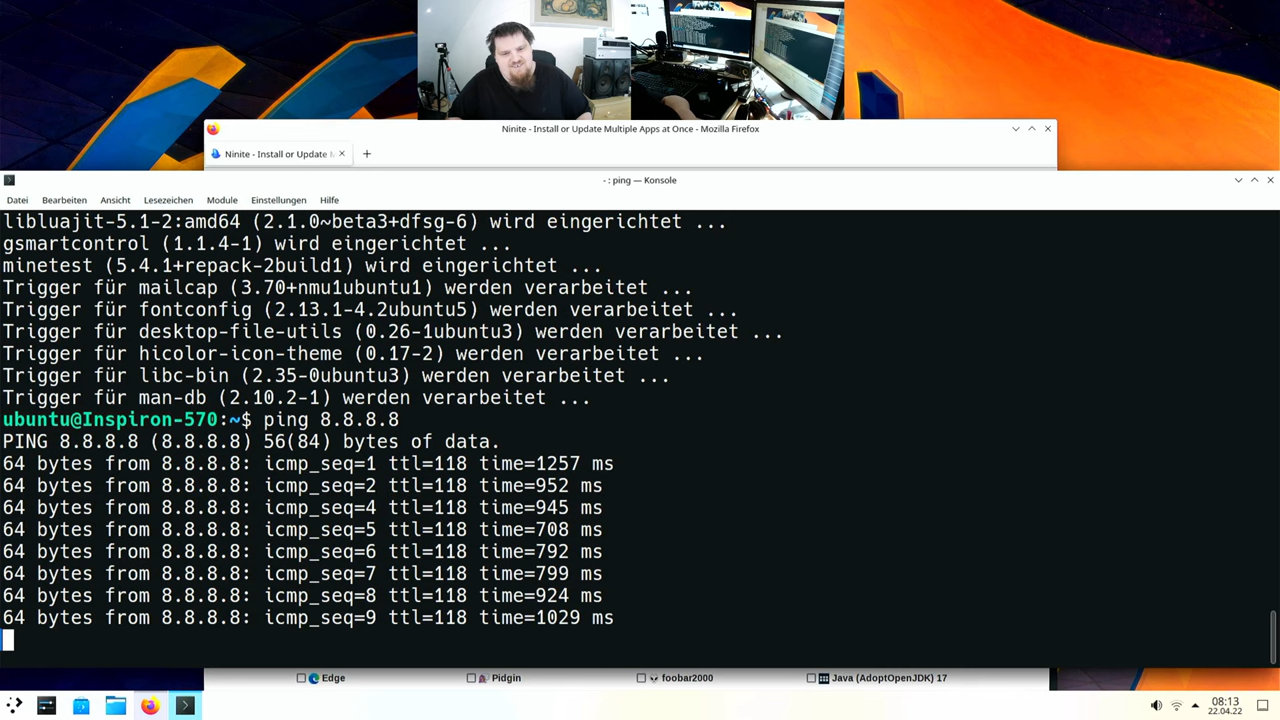 Ninite - Install or Update Multiple Apps at Once - Mozilla Firefox
Ninite - Install or Update
- : ping — Konsole
Datei Bearbeiten Ansicht Lesezeichen Module Einstellungen Hilfe
libluajit-5.1-2:amd64 (2.1.0~beta3+dfsg-6) wird eingerichtet ...
gsmartcontrol (1.1.4-1) wird eingerichtet ...
minetest (5.4.1+repack-2build1) wird eingerichtet ...
Trigger für mailcap (3.70+nmu1ubuntu1) werden verarbeitet ...
Trigger für fontconfig (2.13.1-4.2ubuntu5) werden verarbeitet ...
Trigger für desktop-file-utils (0.26-1ubuntu3) werden verarbeitet ...
Trigger für hicolor-icon-theme (0.17-2) werden verarbeitet ...
Trigger für libc-bin (2.35-0ubuntu3) werden verarbeitet ...
Trigger für man-db (2.10.2-1) werden verarbeitet ...
ubuntu@Inspiron-570:~$ ping 8.8.8.8
PING 8.8.8.8 (8.8.8.8) 56(84) bytes of data.
64 bytes from 8.8.8.8: icmp_seq=1 ttl=118 time=1257 ms
64 bytes from 8.8.8.8: icmp_seq=2 ttl=118 time=952 ms
64 bytes from 8.8.8.8: icmp_seq=4 ttl=118 time=945 ms
64 bytes from 8.8.8.8: icmp_seq=5 ttl=118 time=708 ms
64 bytes from 8.8.8.8: icmp_seq=6 ttl=118 time=792 ms
64 bytes from 8.8.8.8: icmp_seq=7 ttl=118 time=799 ms
64 bytes from 8.8.8.8: icmp_seq=8 ttl=118 time=924 ms
64 bytes from 8.8.8.8: icmp_seq=9 ttl=118 time=1029 ms
Edge Pidgin foobar2000 Java (AdoptOpenJDK) 17
08:13
22.04.22